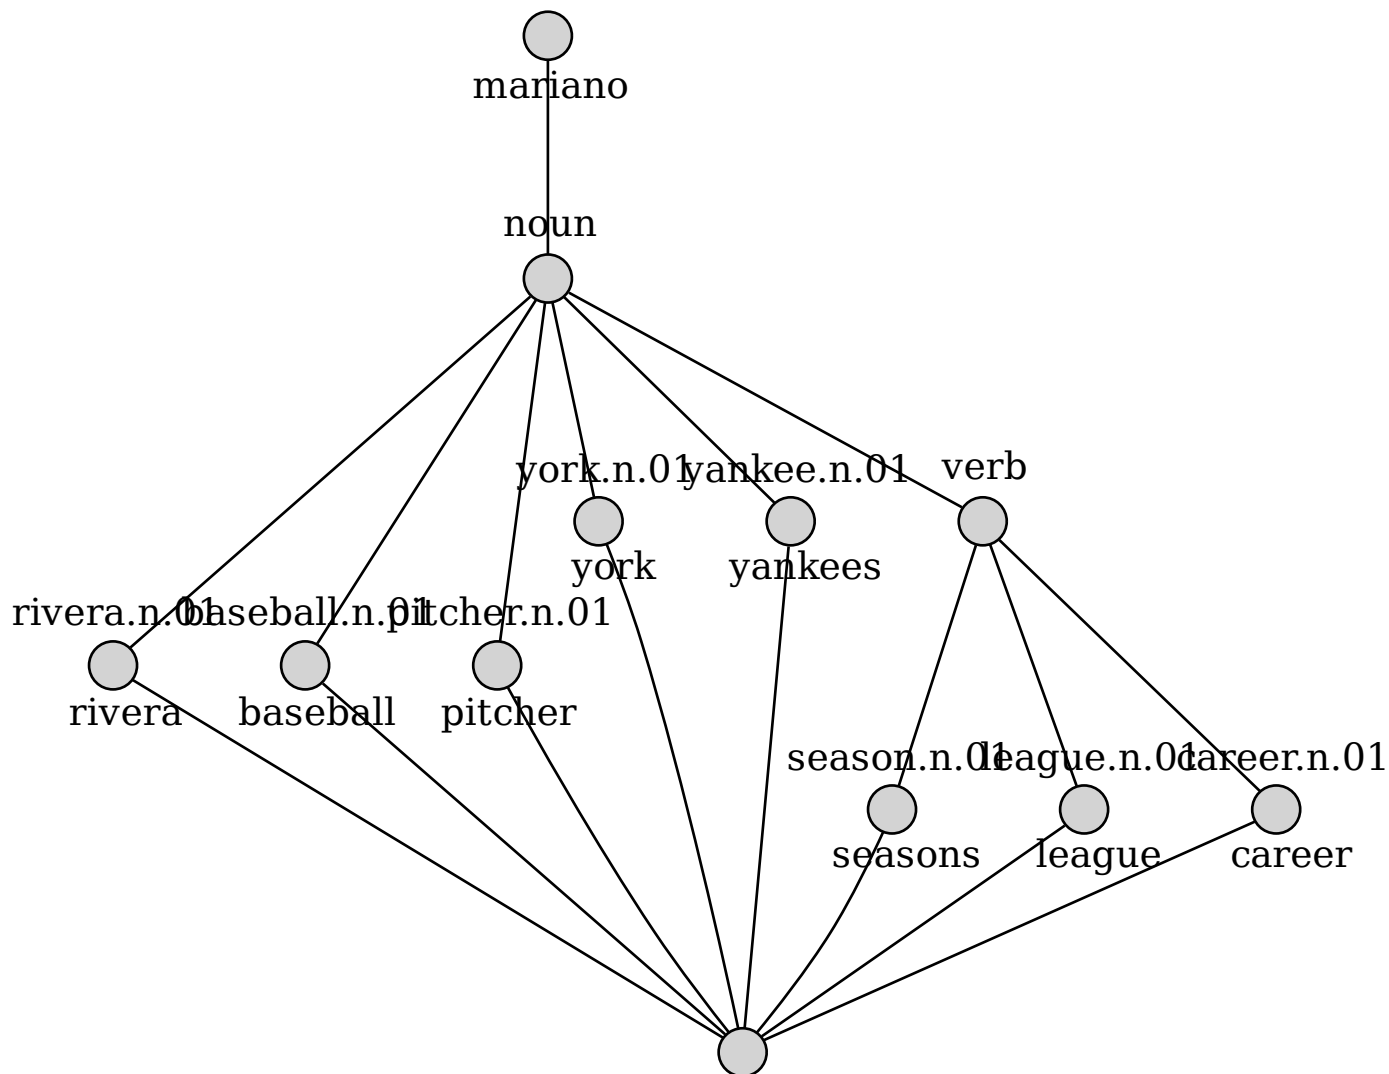 mariano
noun
york.n.01 yankee.n.01 verb
york yankees
rivera.n.01 baseball.n.01 pitcher.n.01
rivera baseball pitcher
season.n.01 league.n.01 career.n.01
seasons league career